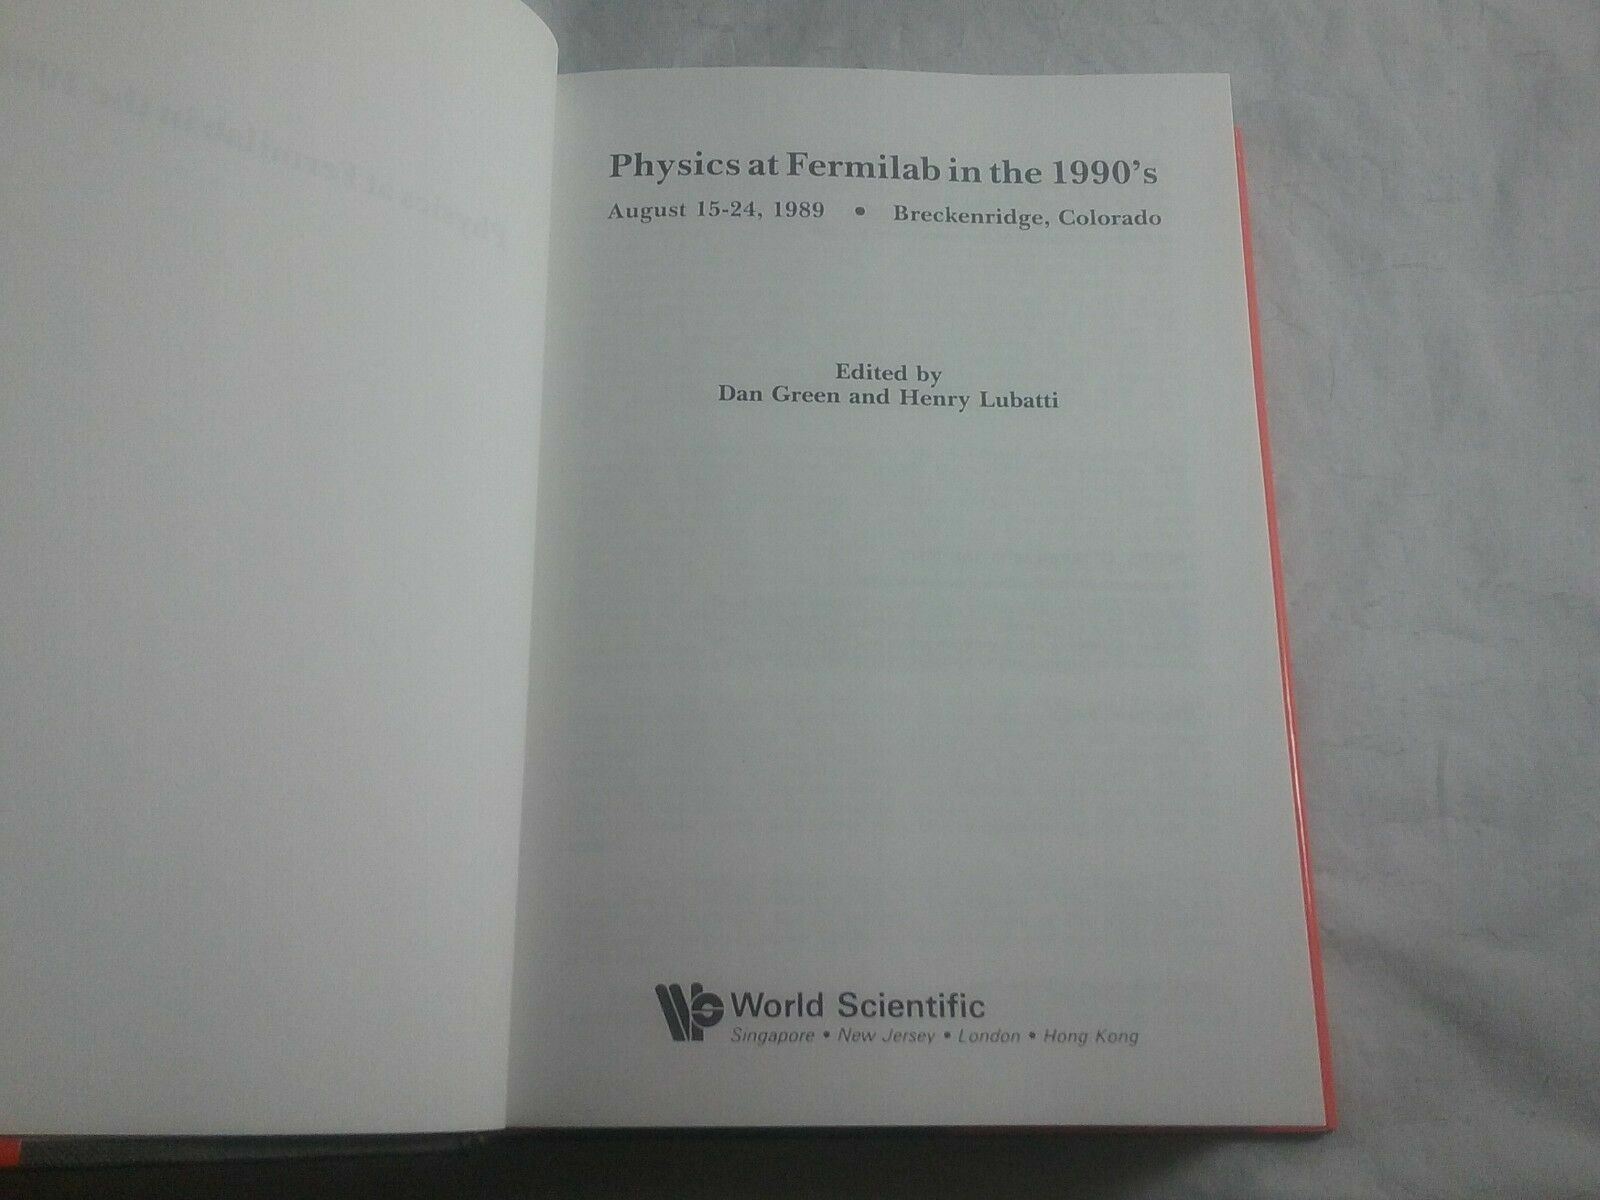 Physics at Fermilab in the 1990's
August 15-24, 1989 • Breckenridge, Colorado
Edited by
Dan Green and Henry Lubatti
World Scientific
Singapore • New Jersey • London • Hong Kong